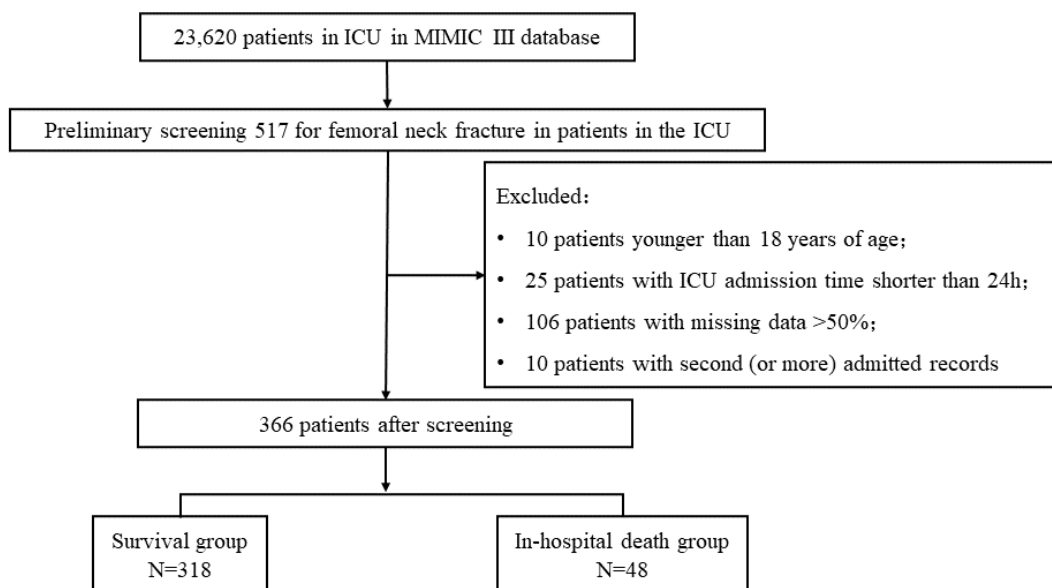 23,620 patients in ICU in MIMIC III database
Preliminary screening 517 for femoral neck fracture in patients in the ICU
Excluded：
• 10 patients younger than 18 years of age；
• 25 patients with ICU admission time shorter than 24h；
• 106 patients with missing data >50%；
• 10 patients with second (or more) admitted records
366 patients after screening
Survival group
N=318
In-hospital death group
N=48